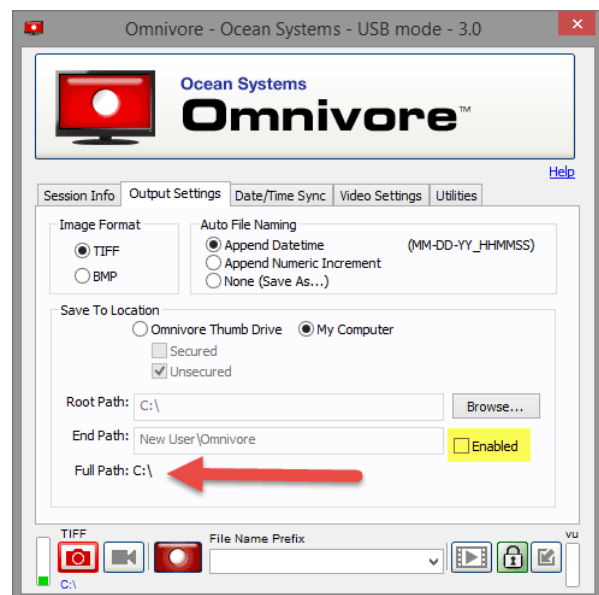 Omnivore - Ocean Systems - USB mode - 3.0
Ocean Systems
Omnivore™
Help
Session Info Output Settings Date/Time Sync Video Settings Utilities
Image Format Auto File Naming
TIFF Append Datetime (MM-DD-YY_HHMMSS)
Append Numeric Increment
BMP None (Save As...)
Save To Location
Omnivore Thumb Drive My Computer
Secured
Unsecured
Root Path: C:\ Browse...
End Path: New User\Omnivore Enabled
Full Path: C:\
TIFF File Name Prefix vu
C:\